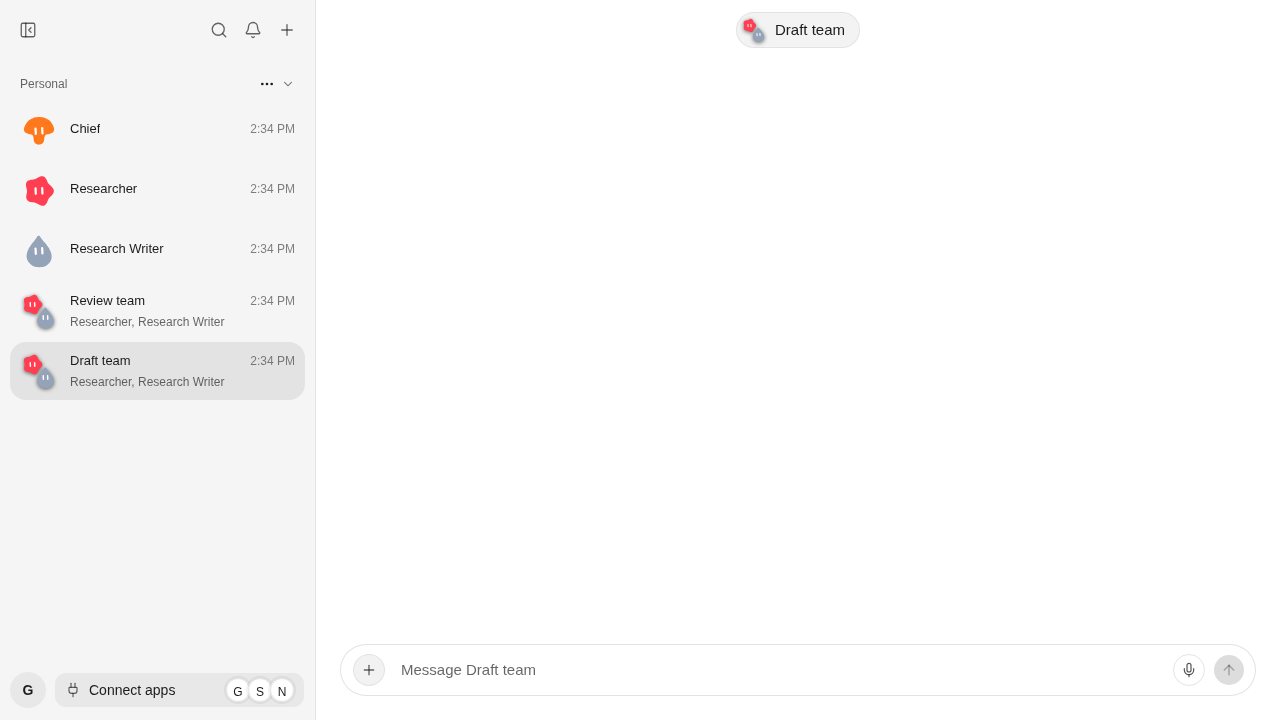 Personal
Chief
2:34 PM
Researcher
2:34 PM
Research Writer
2:34 PM
Review team
2:34 PM
Researcher, Research Writer
Draft team
2:34 PM
Researcher, Research Writer
G
Connect apps
G
S
N
Draft team
Message Draft team